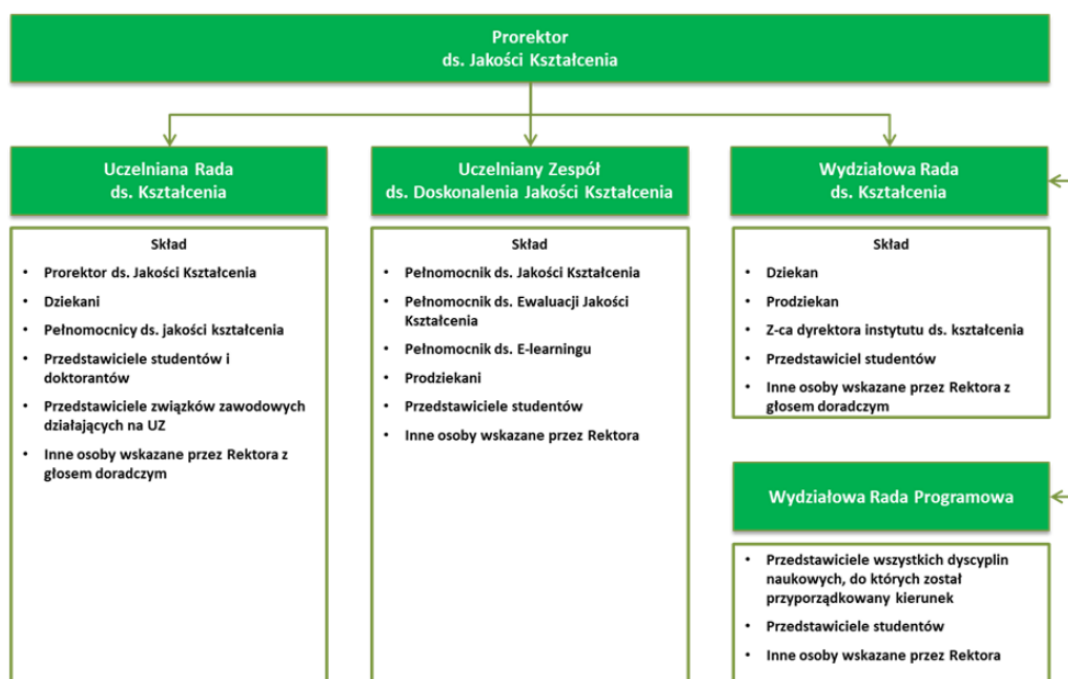 Prorektor
ds. Jakości Kształcenia
Uczelniana Rada
ds. Kształcenia
Skład
• Prorektor ds. Jakości Kształcenia
• Dziekani
• Pełnomocnicy ds. jakości kształcenia
• Przedstawiciele studentów i
doktorantów
• Przedstawiciele związków zawodowych
działających na UZ
• Inne osoby wskazane przez Rektora z
głosem doradczym
Uczelniany Zespół
ds. Doskonalenia Jakości Kształcenia
Skład
• Pełnomocnik ds. Jakości Kształcenia
• Pełnomocnik ds. Ewaluacji Jakości
Kształcenia
• Pełnomocnik ds. E-learningu
• Prodziekani
• Przedstawiciele studentów
• Inne osoby wskazane przez Rektora
Wydziałowa Rada
ds. Kształcenia
Skład
• Dziekan
• Prodziekan
• Z-ca dyrektora instytutu ds. kształcenia
• Przedstawiciel studentów
• Inne osoby wskazane przez Rektora z
głosem doradczym
Wydziałowa Rada Programowa
• Przedstawiciele wszystkich dyscyplin
naukowych, do których został
przyporządkowany kierunek
• Przedstawiciele studentów
• Inne osoby wskazane przez Rektora